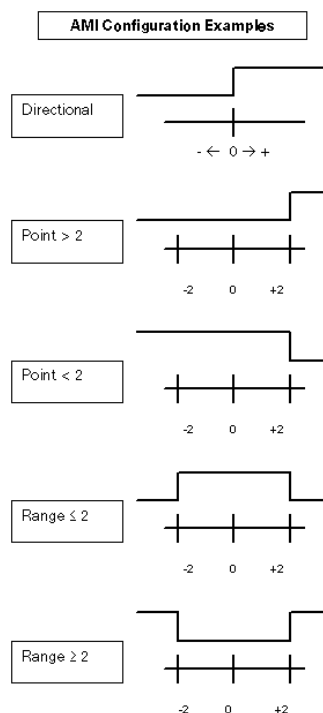 AMI Configuration Examples
Directional
- ← 0 → +
Point > 2
-2 0 +2
Point < 2
-2 0 +2
Range ≤ 2
-2 0 +2
Range ≥ 2
-2 0 +2